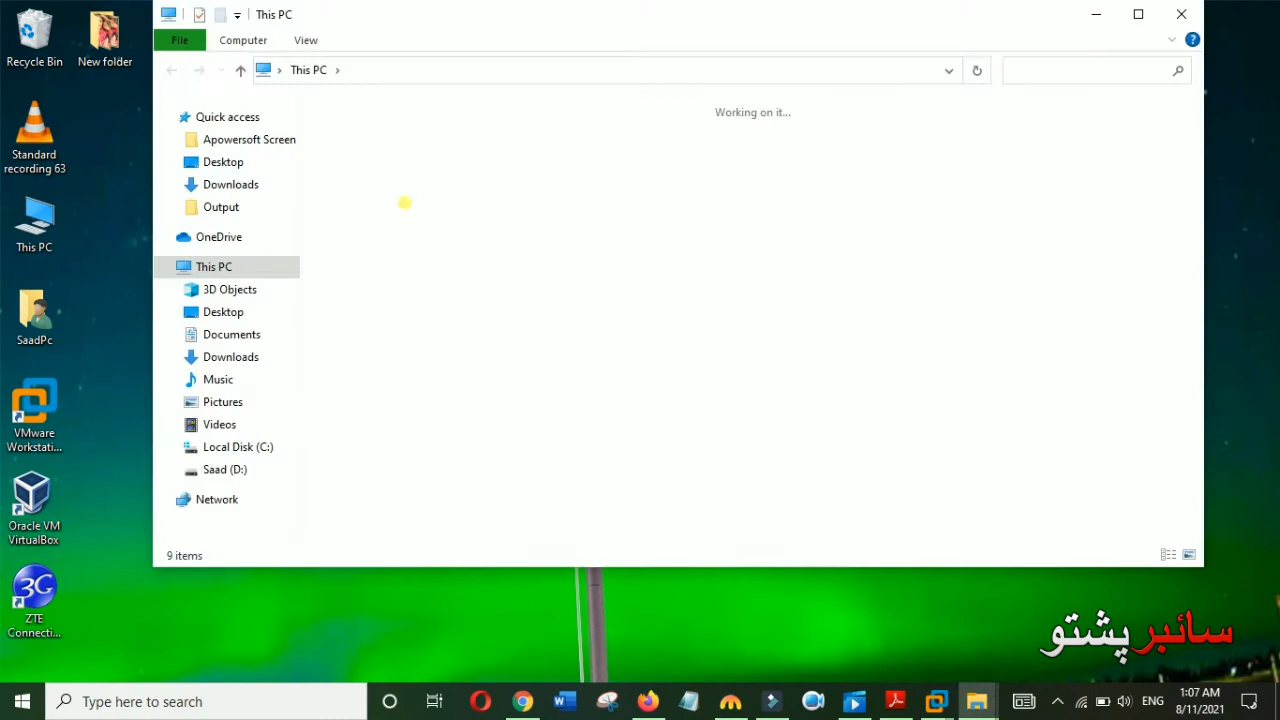 This PC
File
Computer
View
This PC
Working on it...
Quick access
Apowersoft Screen
Desktop
Downloads
Output
OneDrive
This PC
3D Objects
Desktop
Documents
Downloads
Music
Pictures
Videos
Local Disk (C:)
Saad (D:)
Network
9 items
Recycle Bin
New folder
Standard
recording 63
This PC
SaadPc
VMware
Workstati...
Oracle VM
VirtualBox
3G
ZTE
Connecti...
سائبر پشتو
Type here to search
ENG
1:07 AM
8/11/2021